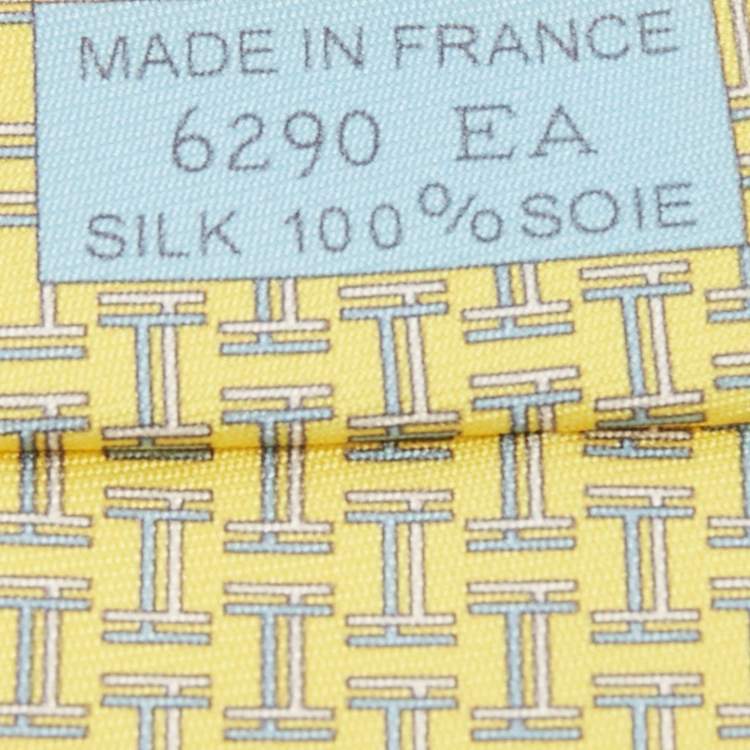 MADE IN FRANCE
6290 EA
SILK 100% SOIE